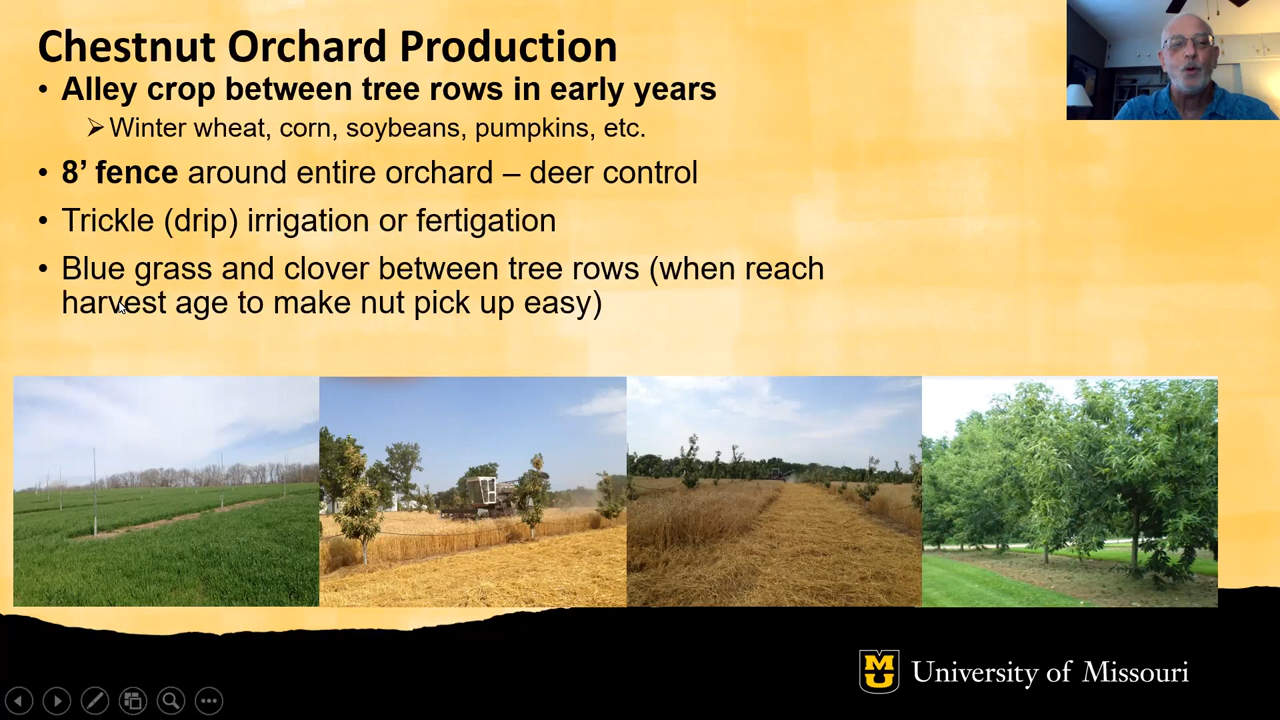 Chestnut Orchard Production
• Alley crop between tree rows in early years
➢ Winter wheat, corn, soybeans, pumpkins, etc.
• 8’ fence around entire orchard – deer control
• Trickle (drip) irrigation or fertigation
• Blue grass and clover between tree rows (when reach
harvest age to make nut pick up easy)
MU
University of Missouri